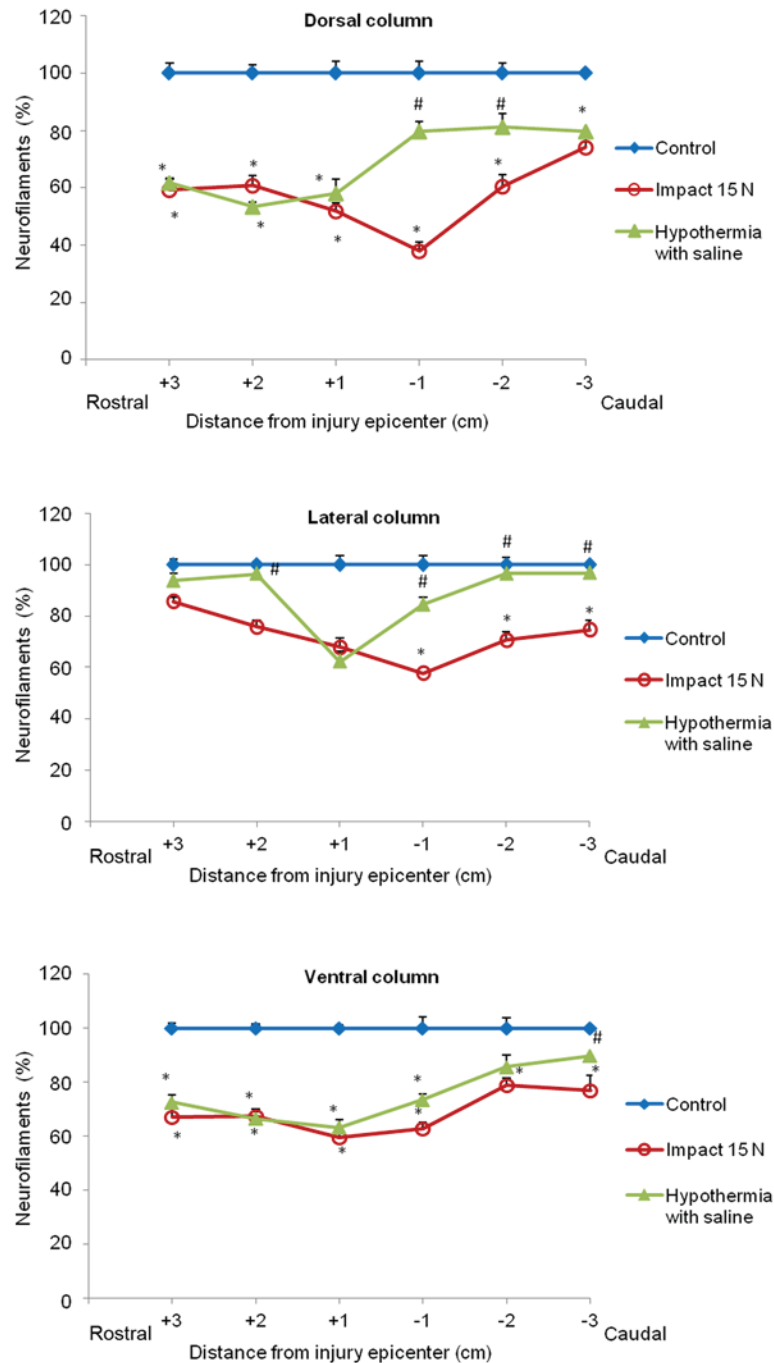 Dorsal column
Neurofilaments (%)
120
100
80
60
40
20
0
# #
* * * * * * * * *
+3 +2 +1 -1 -2 -3
Rostral
Caudal
Distance from injury epicenter (cm)
Control
Impact 15 N
Hypothermia
with saline
Lateral column
Neurofilaments (%)
120
100
80
60
40
20
0
# # # #
* * *
+3 +2 +1 -1 -2 -3
Rostral
Caudal
Distance from injury epicenter (cm)
Control
Impact 15 N
Hypothermia
with saline
Ventral column
Neurofilaments (%)
120
100
80
60
40
20
0
#
* * * * * * * * * *
+3 +2 +1 -1 -2 -3
Rostral
Caudal
Distance from injury epicenter (cm)
Control
Impact 15 N
Hypothermia
with saline